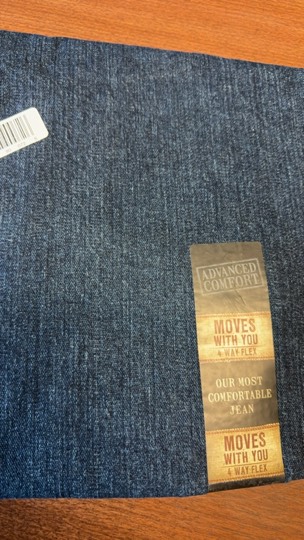 ADVANCED
COMFORT
MOVES
WITH YOU
4 WAY FLEX
OUR MOST
COMFORTABLE
JEAN
MOVES
WITH YOU
4 WAY FLEX